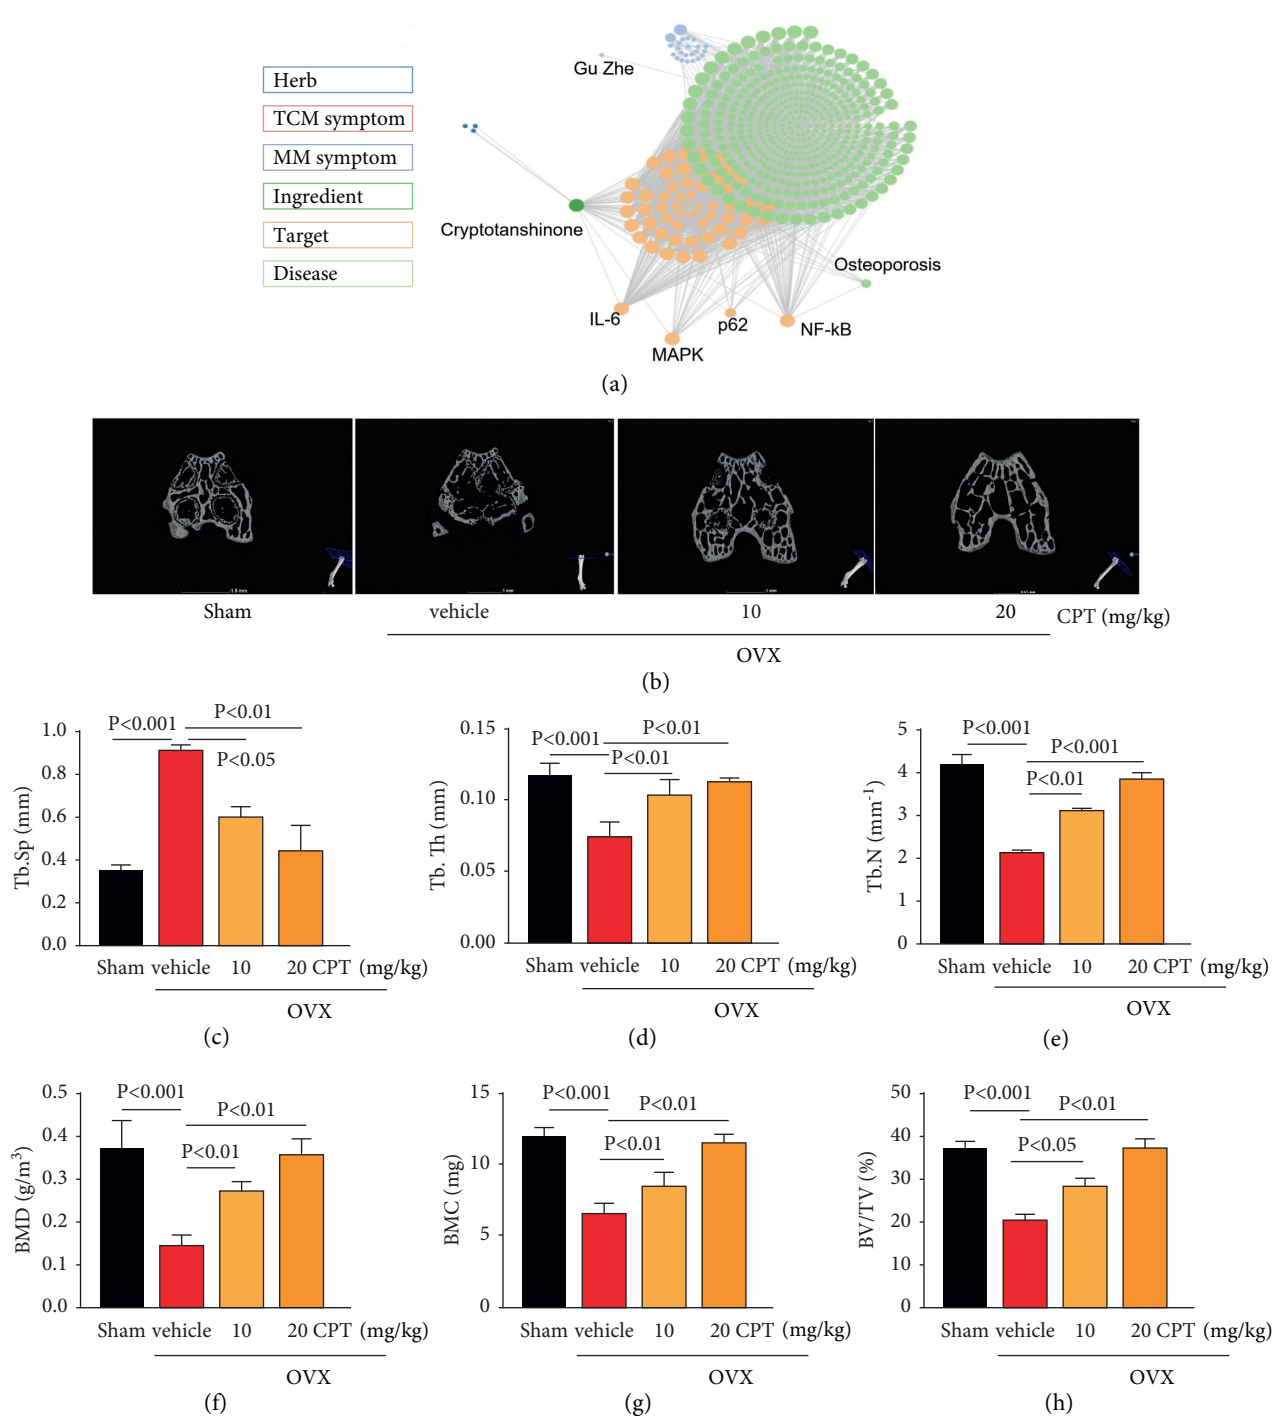 Herb
TCM symptom
MM symptom
Ingredient
Target
Disease
Gu Zhe
Cryptotanshinone
Osteoporosis
IL-6
MAPK
p62
NF-kB
(a)
1.5 mm
1 mm
1 mm
Sham
vehicle
10
20
CPT (mg/kg)
OVX
(b)
Tb.Sp (mm)
1.0
0.8
0.6
0.4
0.2
0.0
P<0.001
P<0.01
P<0.05
Sham vehicle 10 20 CPT (mg/kg)
OVX
(c)
Tb. Th (mm)
0.15
0.10
0.05
0.00
P<0.001
P<0.01
P<0.01
Sham vehicle 10 20 CPT (mg/kg)
OVX
(d)
Tb.N (mm-1)
5
4
3
2
1
0
P<0.001
P<0.001
P<0.01
Sham vehicle 10 20 CPT (mg/kg)
OVX
(e)
BMD (g/m3)
0.5
0.4
0.3
0.2
0.1
0.0
P<0.001
P<0.01
P<0.01
Sham vehicle 10 20 CPT (mg/kg)
OVX
(f)
BMC (mg)
15
10
5
0
P<0.001
P<0.01
P<0.01
Sham vehicle 10 20 CPT (mg/kg)
OVX
(g)
BV/TV (%)
50
40
30
20
10
0
P<0.001
P<0.01
P<0.05
Sham vehicle 10 20 CPT (mg/kg)
OVX
(h)